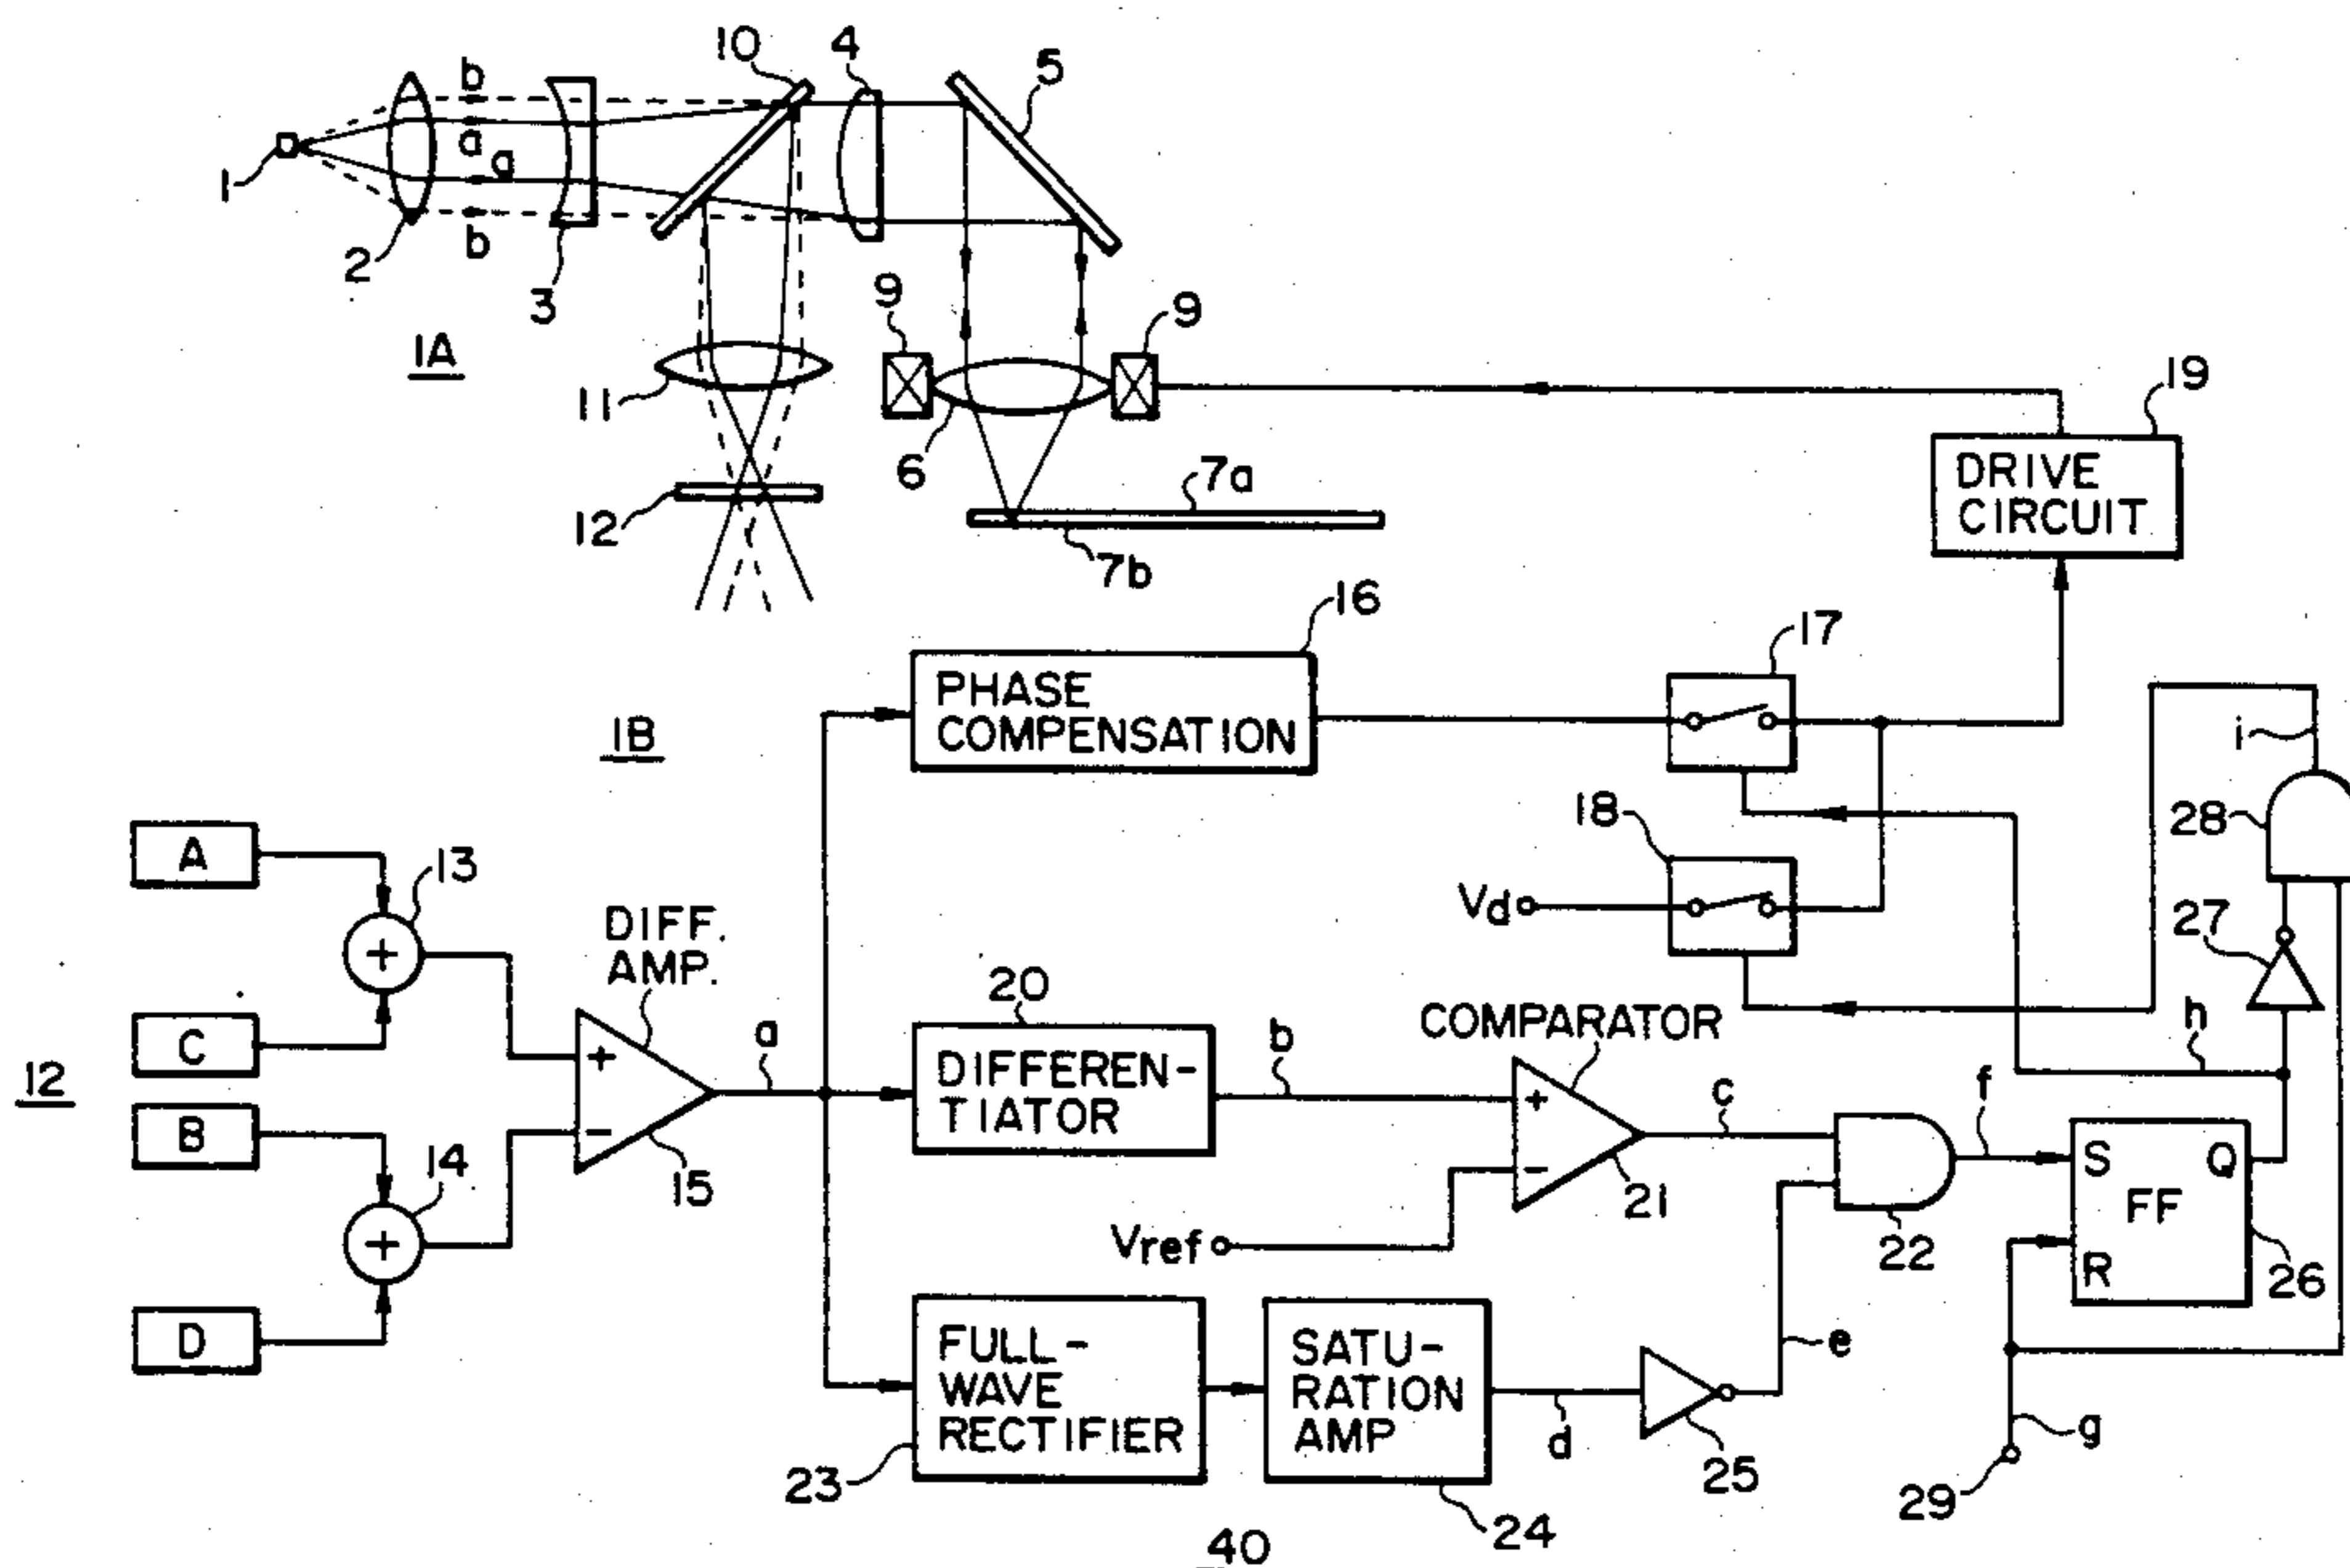 10
4
5
b
a
a
b
1
2
3
9
9
1A
11
6
12
7a
7b
19
DRIVE
CIRCUIT
16
PHASE
COMPENSATION
17
i
1B
18
28
A
13
Vd
27
DIFF.
AMP.
+
20
COMPARATOR
C
a
DIFFEREN-
TIATOR
b
h
12
+
+
c
f
B
14
-
15
-
21
S
Q
FF
R
22
26
+
Vref
D
FULL-
WAVE
RECTIFIER
SATU-
RATION
AMP
e
d
25
g
23
24
29
40